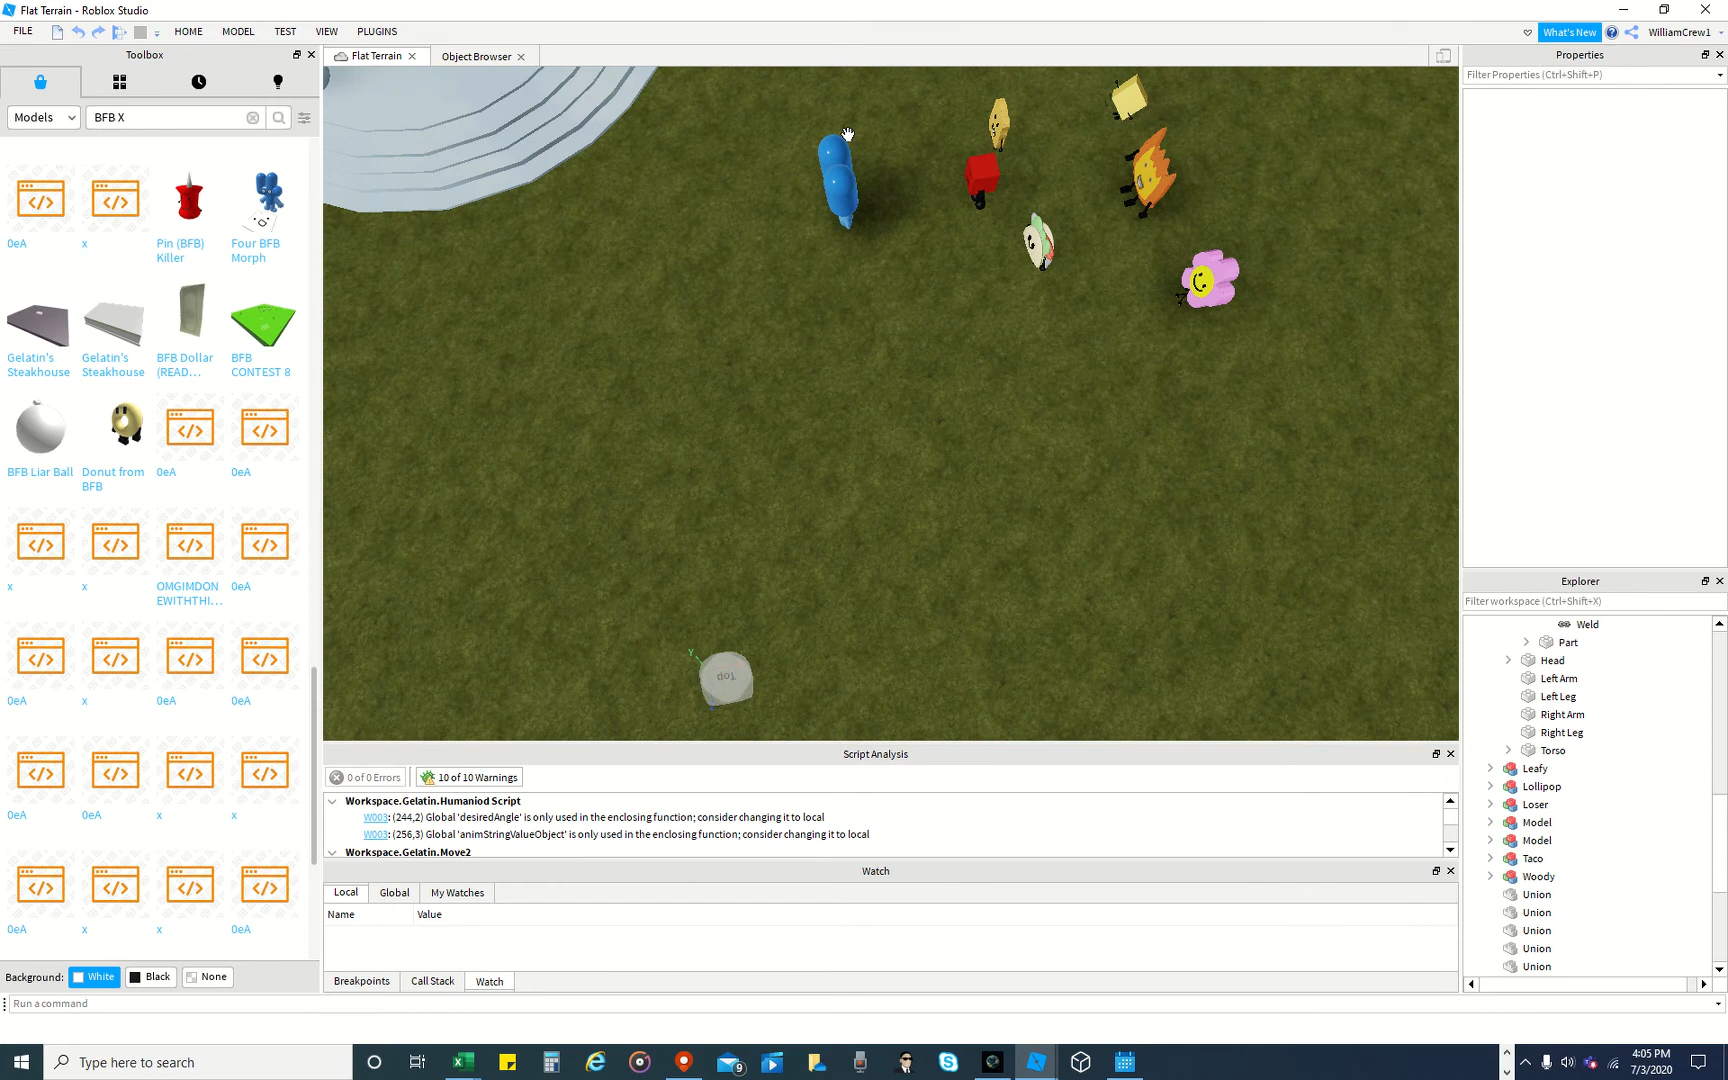 Flat Terrain - Roblox Studio
FILE HOME MODEL TEST VIEW PLUGINS
What's New WilliamCrew1
Toolbox
Models BFB X
0eA x Pin (BFB) Killer Four BFB Morph
Gelatin's Steakhouse Gelatin's Steakhouse BFB Dollar (READ... BFB CONTEST 8
BFB Liar Ball Donut from BFB 0eA 0eA
x x OMGIMDONEWITHTHI... 0eA
0eA x 0eA 0eA
0eA 0eA x x
0eA x x 0eA
Background: White Black None
Run a command
Flat Terrain Object Browser
Top
Y
Script Analysis
0 of 0 Errors 10 of 10 Warnings
Workspace.Gelatin.Humaniod Script
W003: (244,2) Global 'desiredAngle' is only used in the enclosing function; consider changing it to local
W003: (256,3) Global 'animStringValueObject' is only used in the enclosing function; consider changing it to local
Workspace.Gelatin.Move2
Watch
Local Global My Watches
Name Value
Breakpoints Call Stack Watch
Properties
Filter Properties (Ctrl+Shift+P)
Explorer
Filter workspace (Ctrl+Shift+X)
Weld
Part
Head
Left Arm
Left Leg
Right Arm
Right Leg
Torso
Leafy
Lollipop
Loser
Model
Model
Taco
Woody
Union
Union
Union
Union
Union
Type here to search
9
4:05 PM
7/3/2020